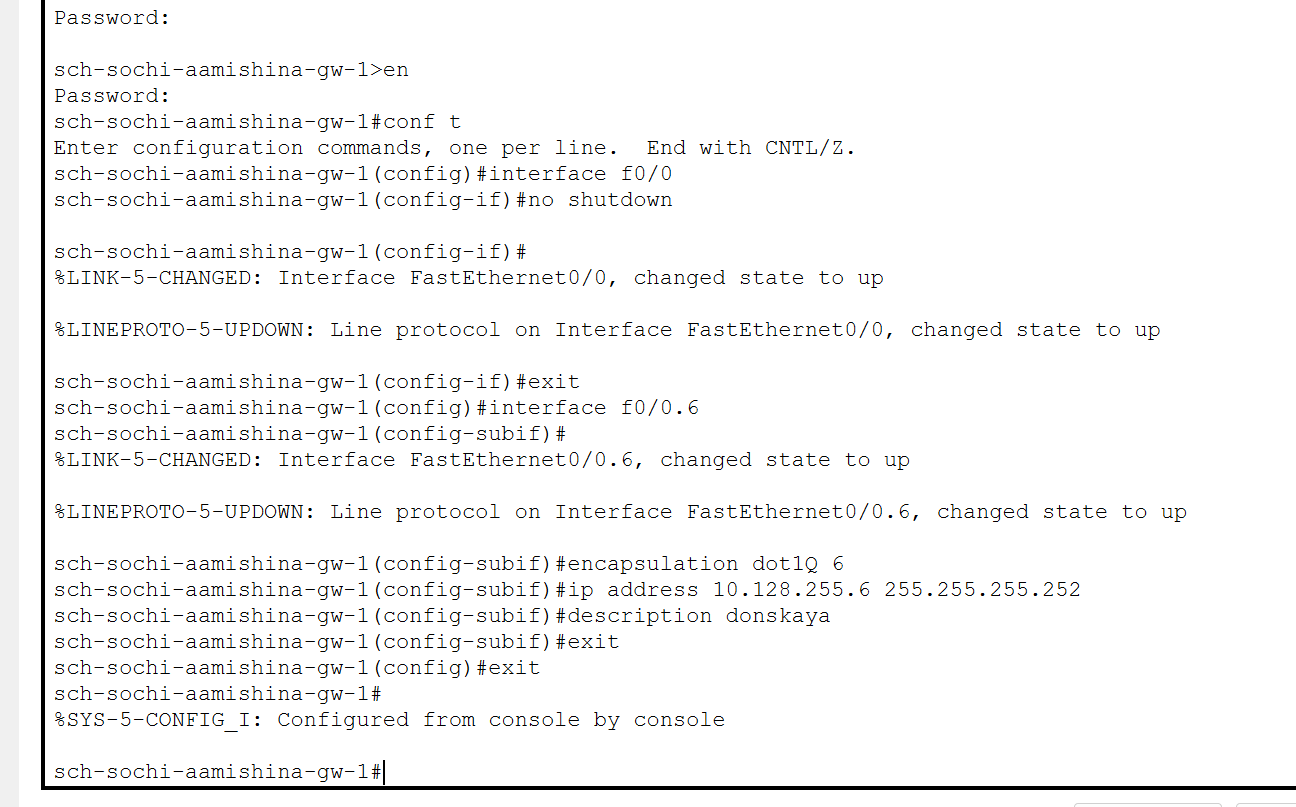 Password:
sch-sochi-aamishina-gw-1>en
Password:
sch-sochi-aamishina-gw-1#conf t
Enter configuration commands, one per line.  End with CNTL/Z.
sch-sochi-aamishina-gw-1(config)#interface f0/0
sch-sochi-aamishina-gw-1(config-if)#no shutdown
sch-sochi-aamishina-gw-1(config-if)#
%LINK-5-CHANGED: Interface FastEthernet0/0, changed state to up
%LINEPROTO-5-UPDOWN: Line protocol on Interface FastEthernet0/0, changed state to up
sch-sochi-aamishina-gw-1(config-if)#exit
sch-sochi-aamishina-gw-1(config)#interface f0/0.6
sch-sochi-aamishina-gw-1(config-subif)#
%LINK-5-CHANGED: Interface FastEthernet0/0.6, changed state to up
%LINEPROTO-5-UPDOWN: Line protocol on Interface FastEthernet0/0.6, changed state to up
sch-sochi-aamishina-gw-1(config-subif)#encapsulation dot1Q 6
sch-sochi-aamishina-gw-1(config-subif)#ip address 10.128.255.6 255.255.255.252
sch-sochi-aamishina-gw-1(config-subif)#description donskaya
sch-sochi-aamishina-gw-1(config-subif)#exit
sch-sochi-aamishina-gw-1(config)#exit
sch-sochi-aamishina-gw-1#
%SYS-5-CONFIG_I: Configured from console by console
sch-sochi-aamishina-gw-1#